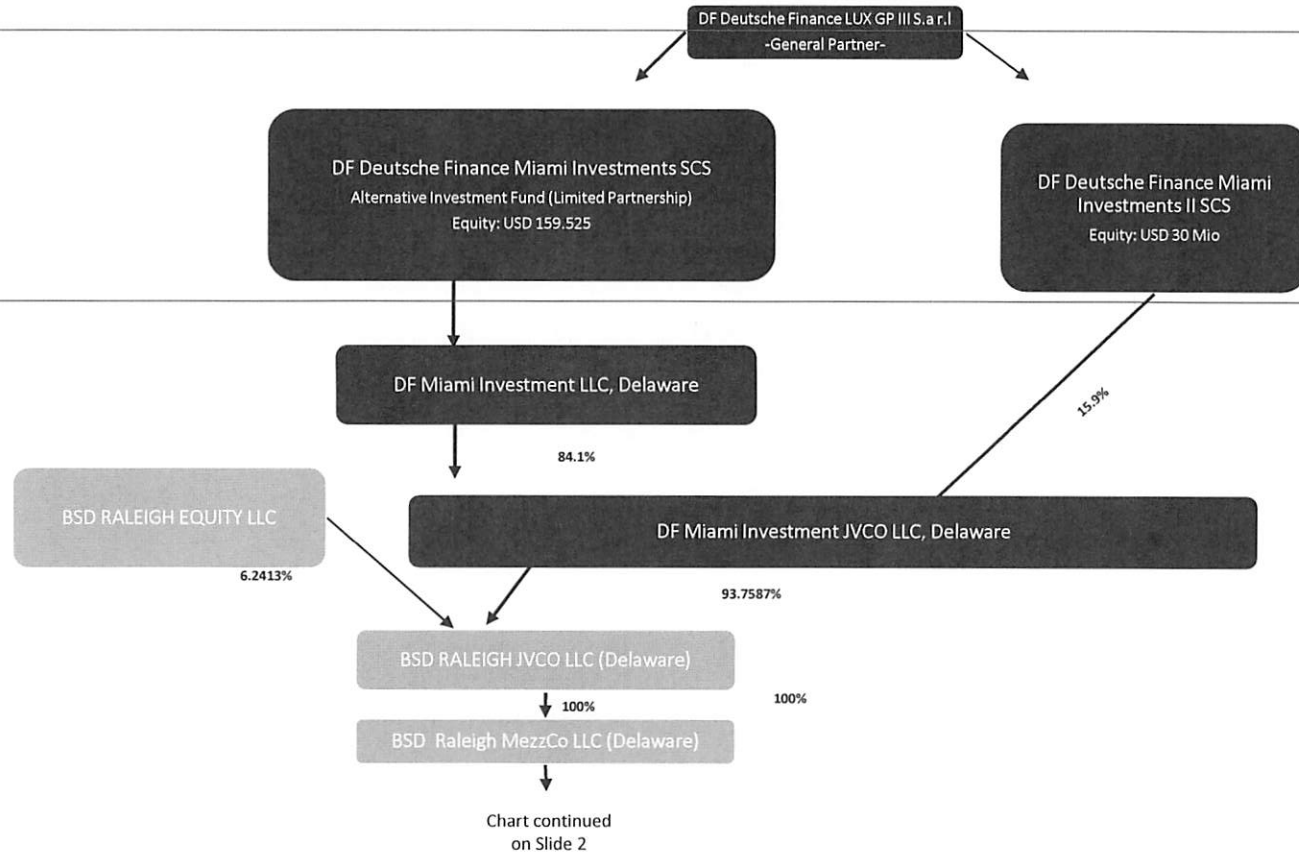 DF Deutsche Finance LUX GP III S.a r.l
-General Partner-
DF Deutsche Finance Miami Investments SCS
Alternative Investment Fund (Limited Partnership)
Equity: USD 159.525
DF Deutsche Finance Miami
Investments II SCS
Equity: USD 30 Mio
DF Miami Investment LLC, Delaware
15.9%
84.1%
BSD RALEIGH EQUITY LLC
DF Miami Investment JVCO LLC, Delaware
6.2413%
93.7587%
BSD RALEIGH JVCO LLC (Delaware)
100%
100%
BSD Raleigh MezzCo LLC (Delaware)
Chart continued
on Slide 2